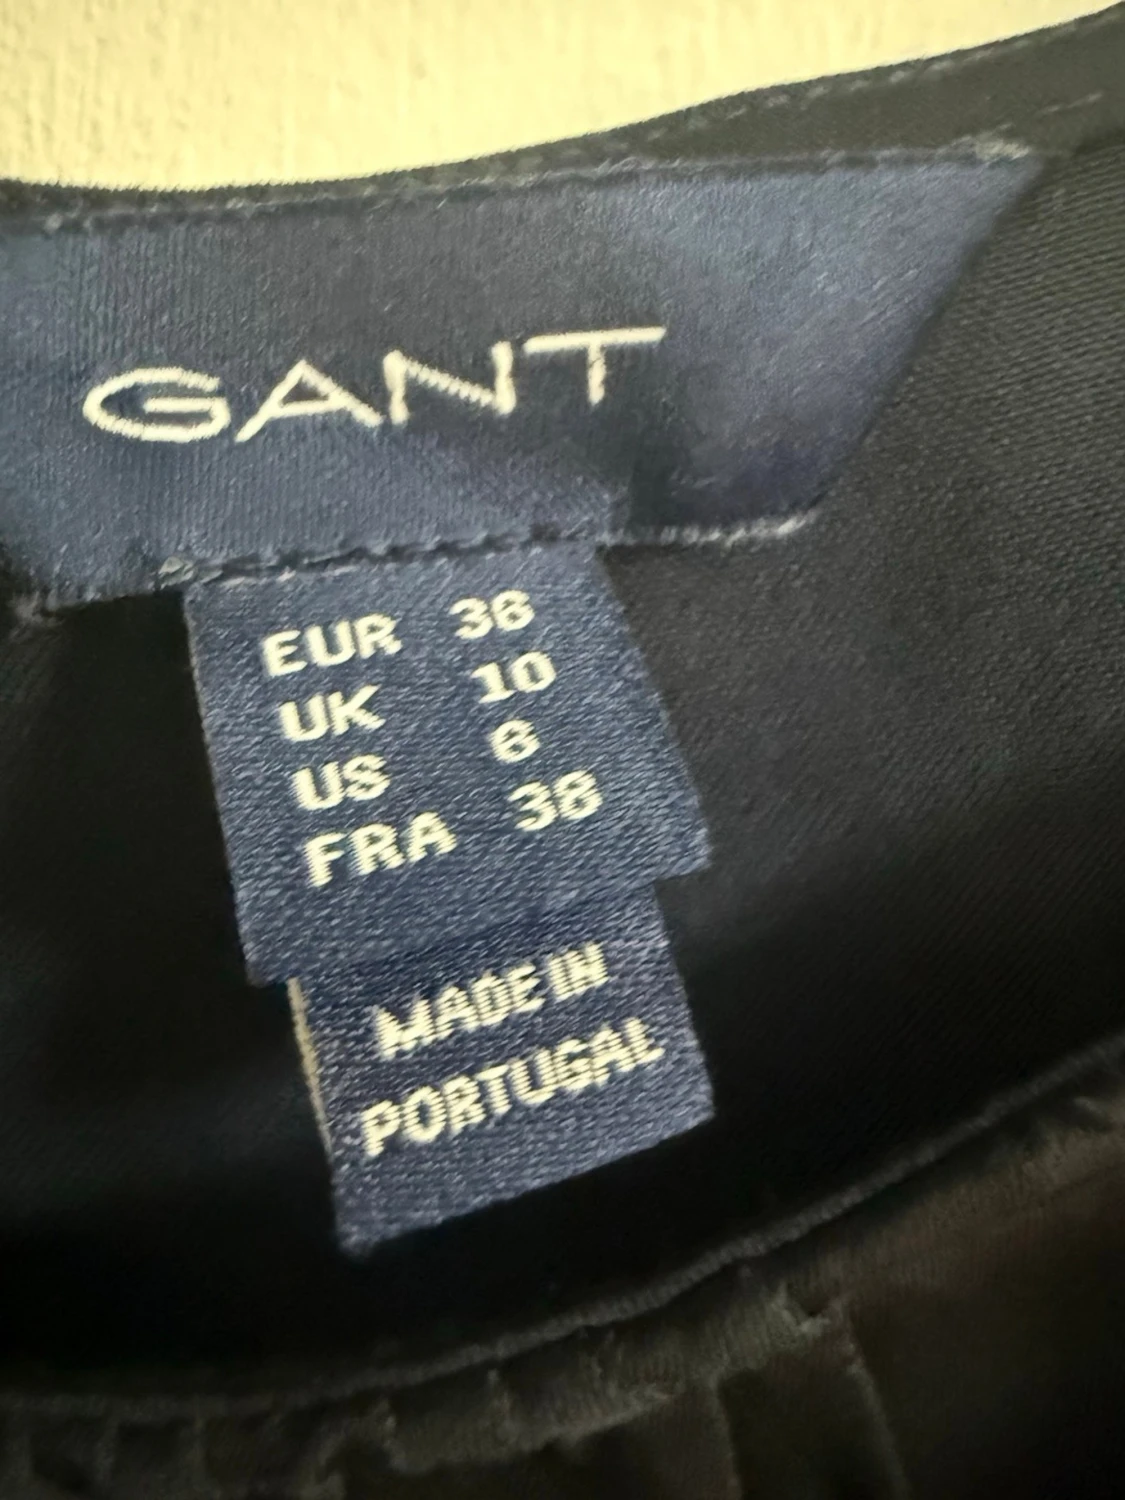 GANT
EUR 36
UK 10
US 6
FRA 38
MADE IN
PORTUGAL